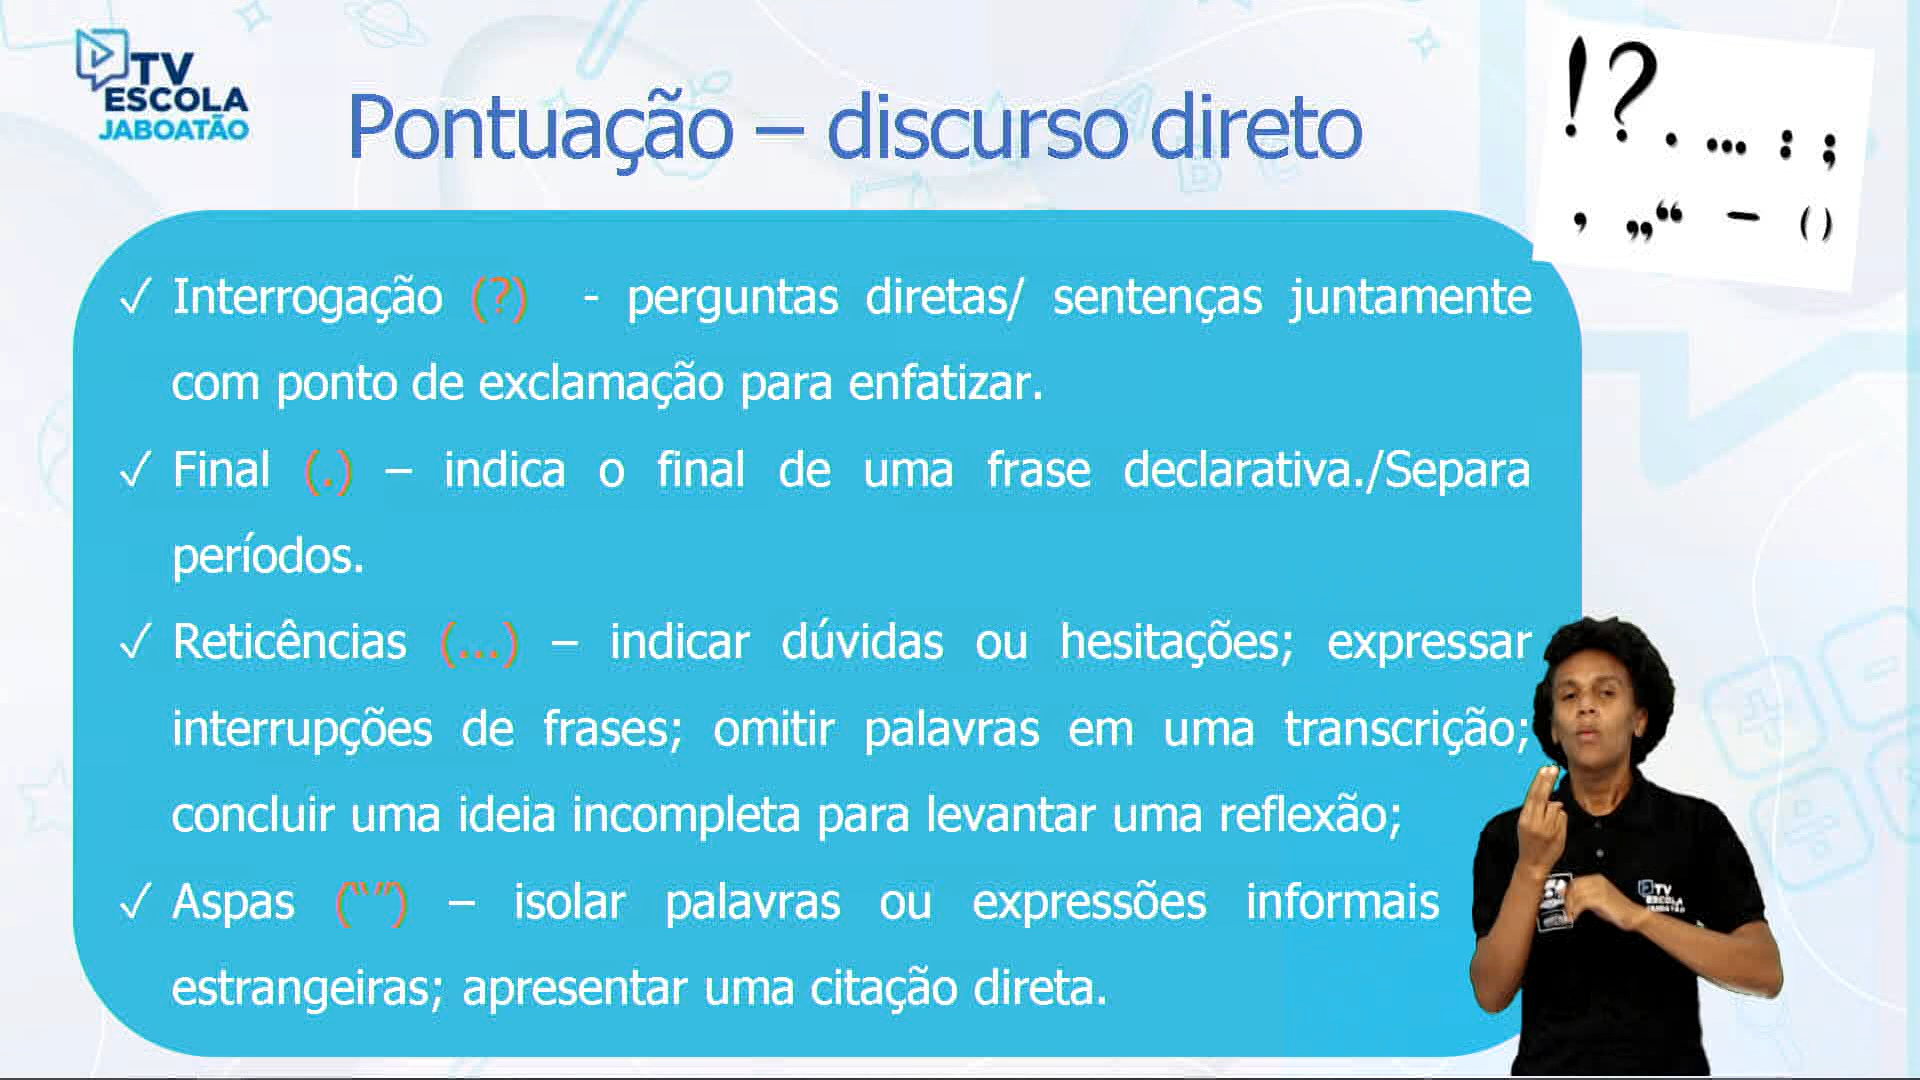 TV
ESCOLA
JABOATÃO
Pontuação – discurso direto
! ? . ... : ;
, „“ – ()
✓ Interrogação (?) - perguntas diretas/ sentenças juntamente
com ponto de exclamação para enfatizar.
✓ Final (.) – indica o final de uma frase declarativa./Separa
períodos.
✓ Reticências (...) – indicar dúvidas ou hesitações; expressar
interrupções de frases; omitir palavras em uma transcrição;
concluir uma ideia incompleta para levantar uma reflexão;
✓ Aspas (“”) – isolar palavras ou expressões informais
estrangeiras; apresentar uma citação direta.
TV
ESCOLA
JABOATÃO